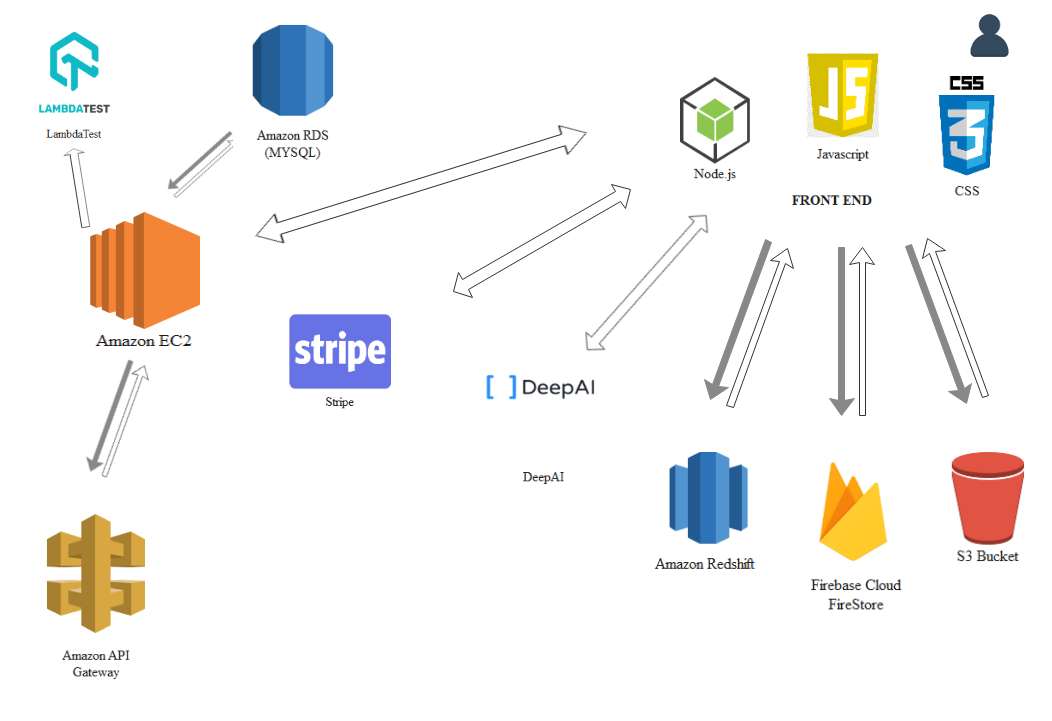 LAMBDATEST
LambdaTest
Amazon RDS
(MYSQL)
Node.js
JS
Javascript
CSS
3
CSS
FRONT END
Amazon EC2
stripe
Stripe
[ ] DeepAI
DeepAI
Amazon Redshift
Firebase Cloud
FireStore
S3 Bucket
Amazon API
Gateway